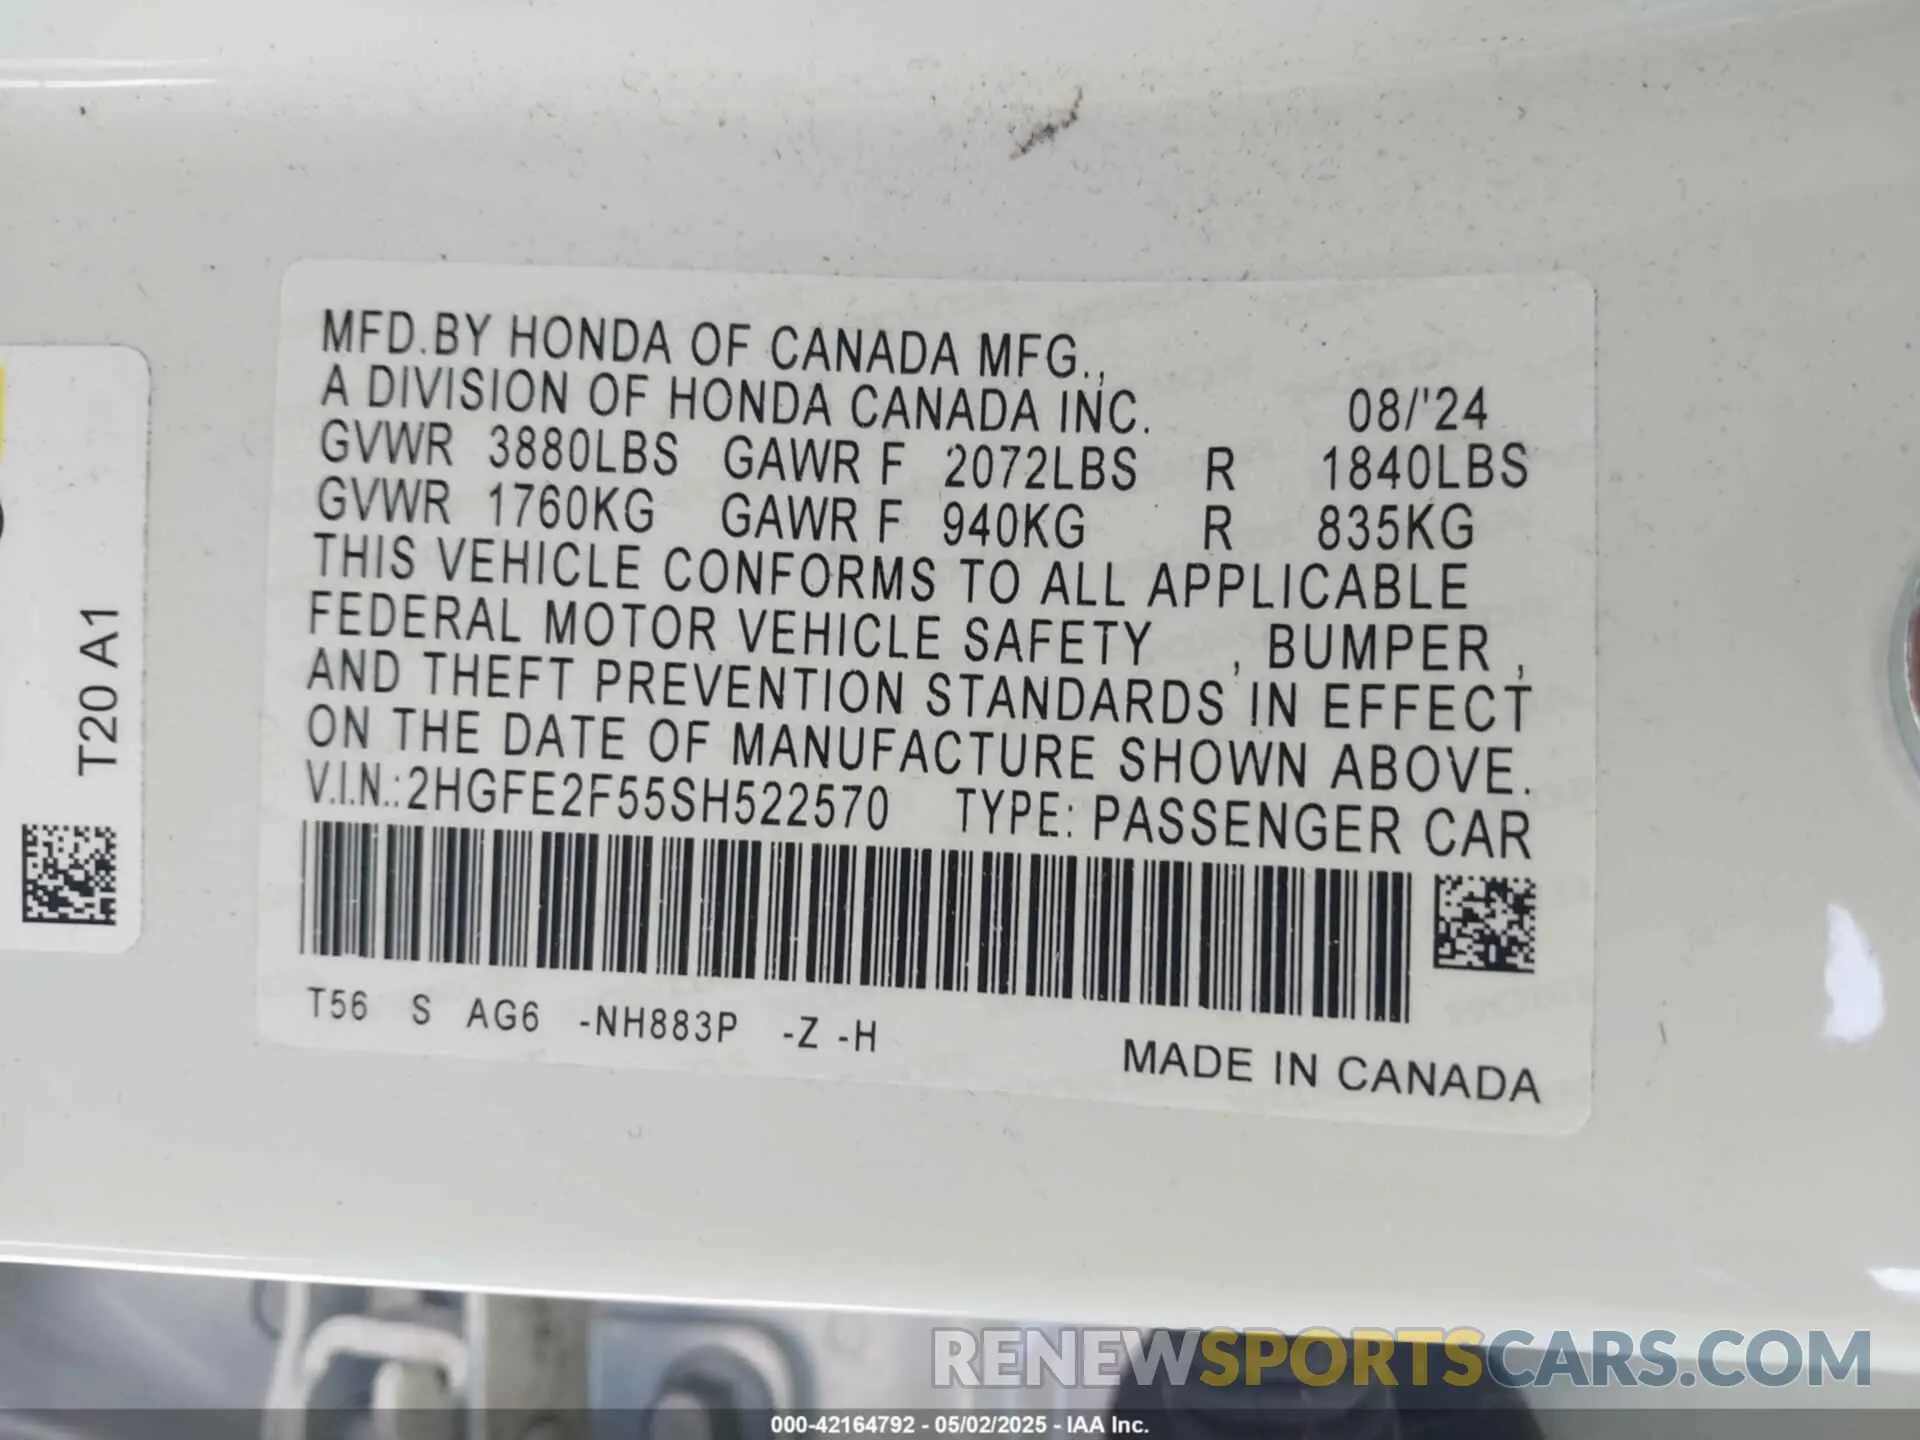 MFD.BY HONDA OF CANADA MFG.,
A DIVISION OF HONDA CANADA INC. 08/'24
GVWR 3880LBS GAWR F 2072LBS R 1840LBS
GVWR 1760KG GAWR F 940KG R 835KG
THIS VEHICLE CONFORMS TO ALL APPLICABLE
FEDERAL MOTOR VEHICLE SAFETY , BUMPER ,
AND THEFT PREVENTION STANDARDS IN EFFECT
ON THE DATE OF MANUFACTURE SHOWN ABOVE.
V.I.N.:2HGFE2F55SH522570 TYPE: PASSENGER CAR
T56 S AG6 -NH883P -Z -H
MADE IN CANADA
T20 A1
RENEWSPORTSCARS.COM
000-42164792 - 05/02/2025 - IAA Inc.